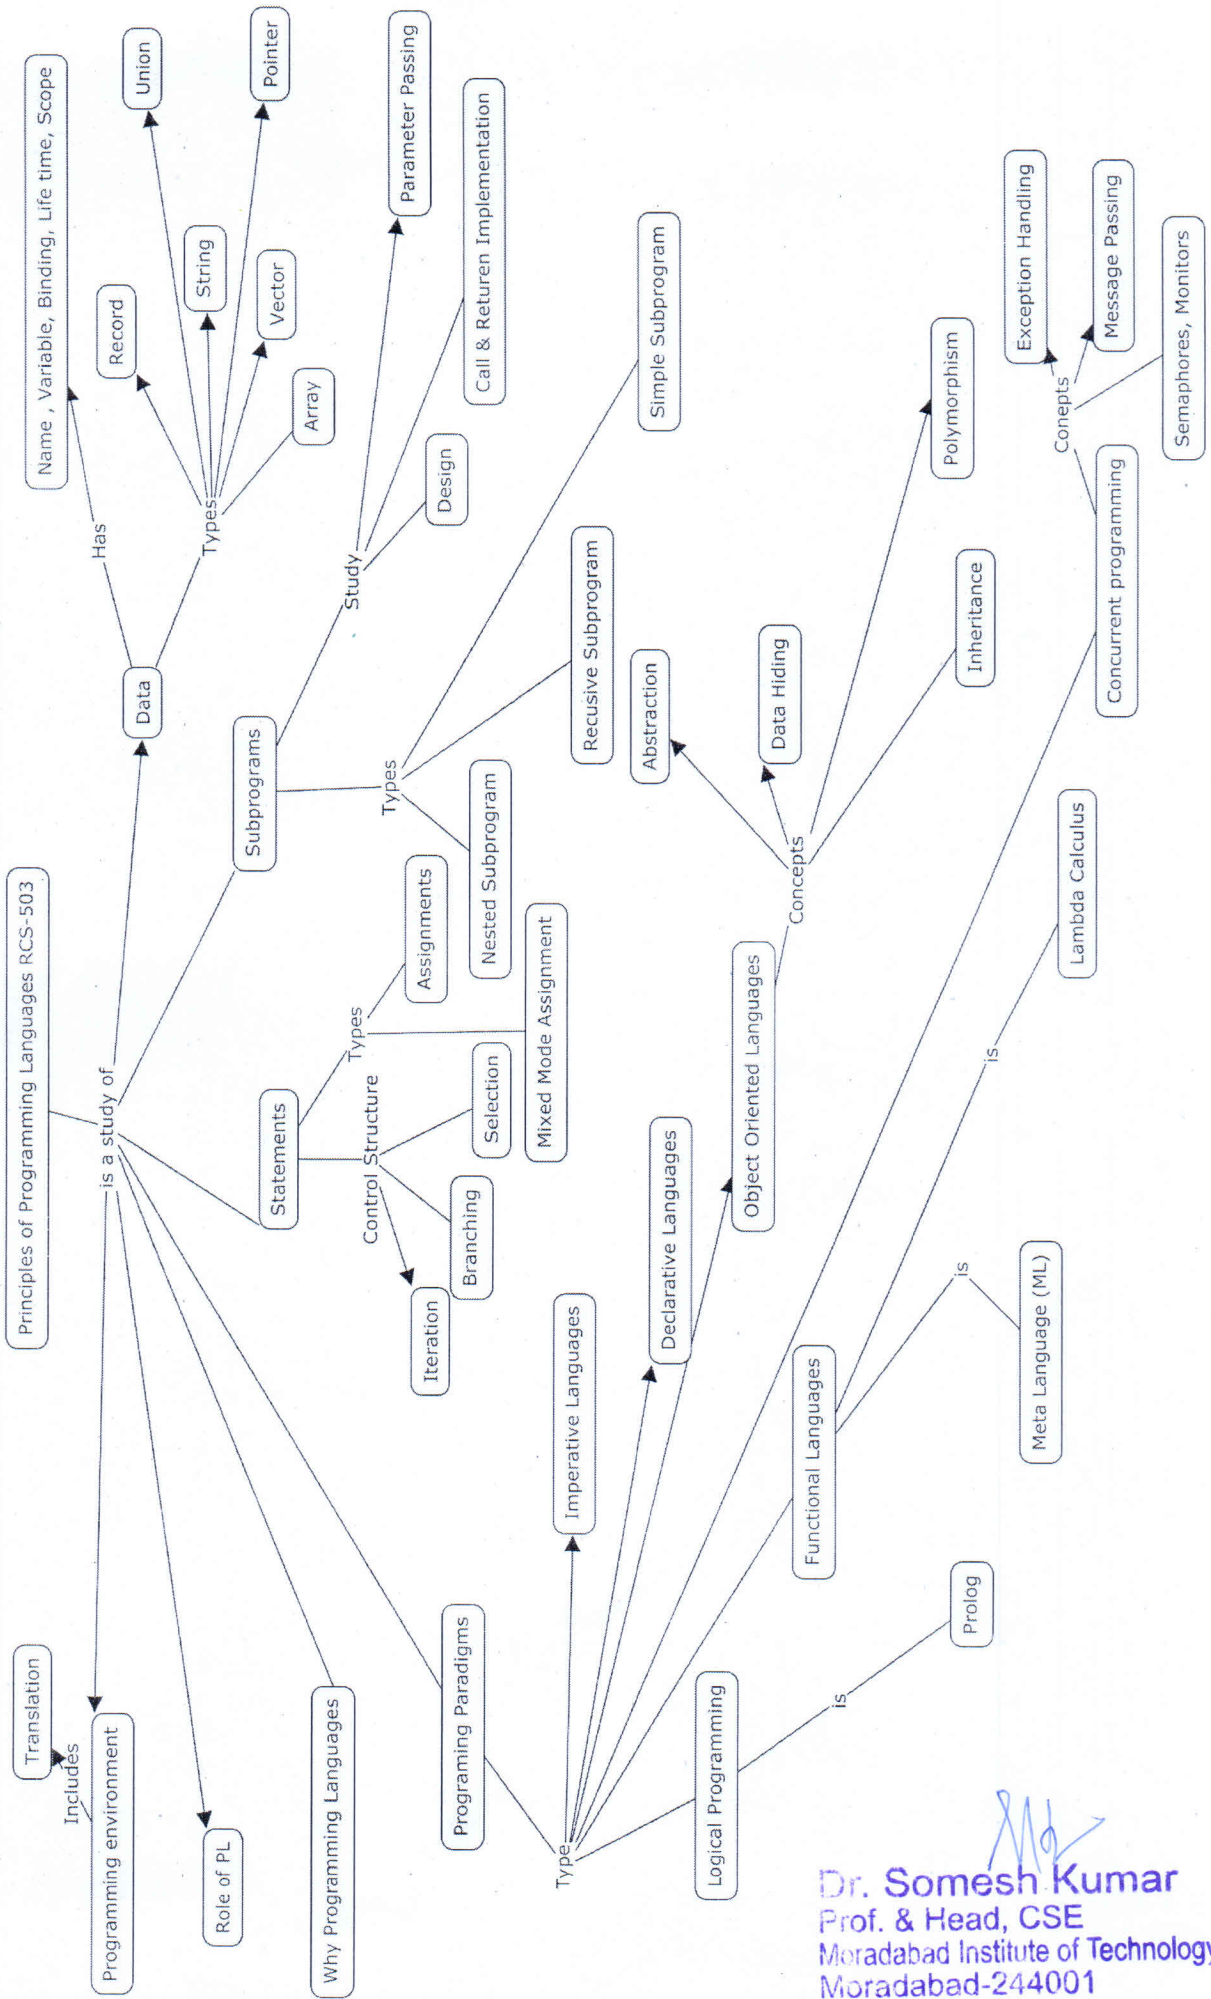 Principles of Programming Languages RCS-503
is a study of
Translation
Includes
Programming environment
Role of PL
Why Programming Languages
Programing Paradigms
Statements
Subprograms
Data
Has
Name , Variable, Binding, Life time, Scope
Types
Record
Union
String
Pointer
Vector
Array
Study
Parameter Passing
Call & Returen Implementation
Design
Types
Simple Subprogram
Recusive Subprogram
Nested Subprogram
Types
Assignments
Mixed Mode Assignment
Control Structure
Selection
Branching
Iteration
Type
Imperative Languages
Declarative Languages
Object Oriented Languages
Concepts
Abstraction
Data Hiding
Polymorphism
Inheritance
Concurrent programming
Conepts
Exception Handling
Message Passing
Semaphores, Monitors
Functional Languages
is
Lambda Calculus
is
Meta Language (ML)
Logical Programming
is
Prolog
Dr. Somesh Kumar
Prof. & Head, CSE
Moradabad Institute of Technology
Moradabad-244001